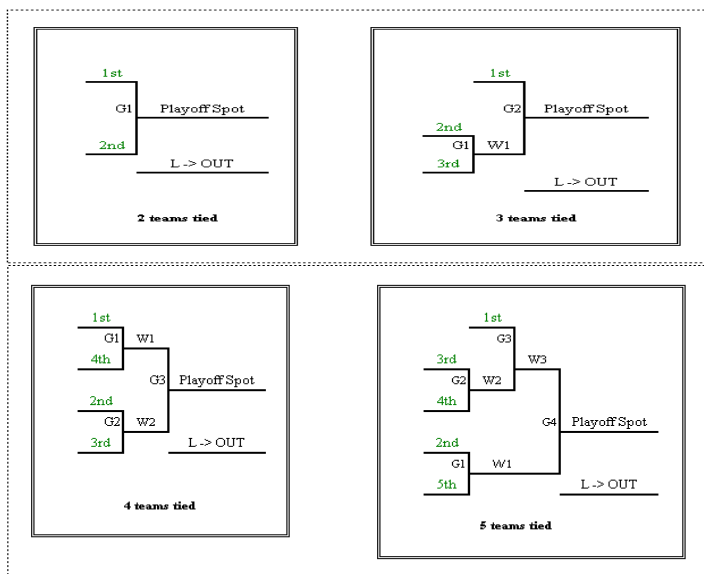 1st
G1 Playoff Spot
2nd
L -> OUT
2 teams tied
1st
G2 Playoff Spot
2nd
G1 W1
3rd
L -> OUT
3 teams tied
1st
G1 W1
4th
G3 Playoff Spot
2nd
G2 W2
3rd
L -> OUT
4 teams tied
1st
G3
3rd W3
G2 W2
4th
G4 Playoff Spot
2nd
G1 W1
5th
L -> OUT
5 teams tied